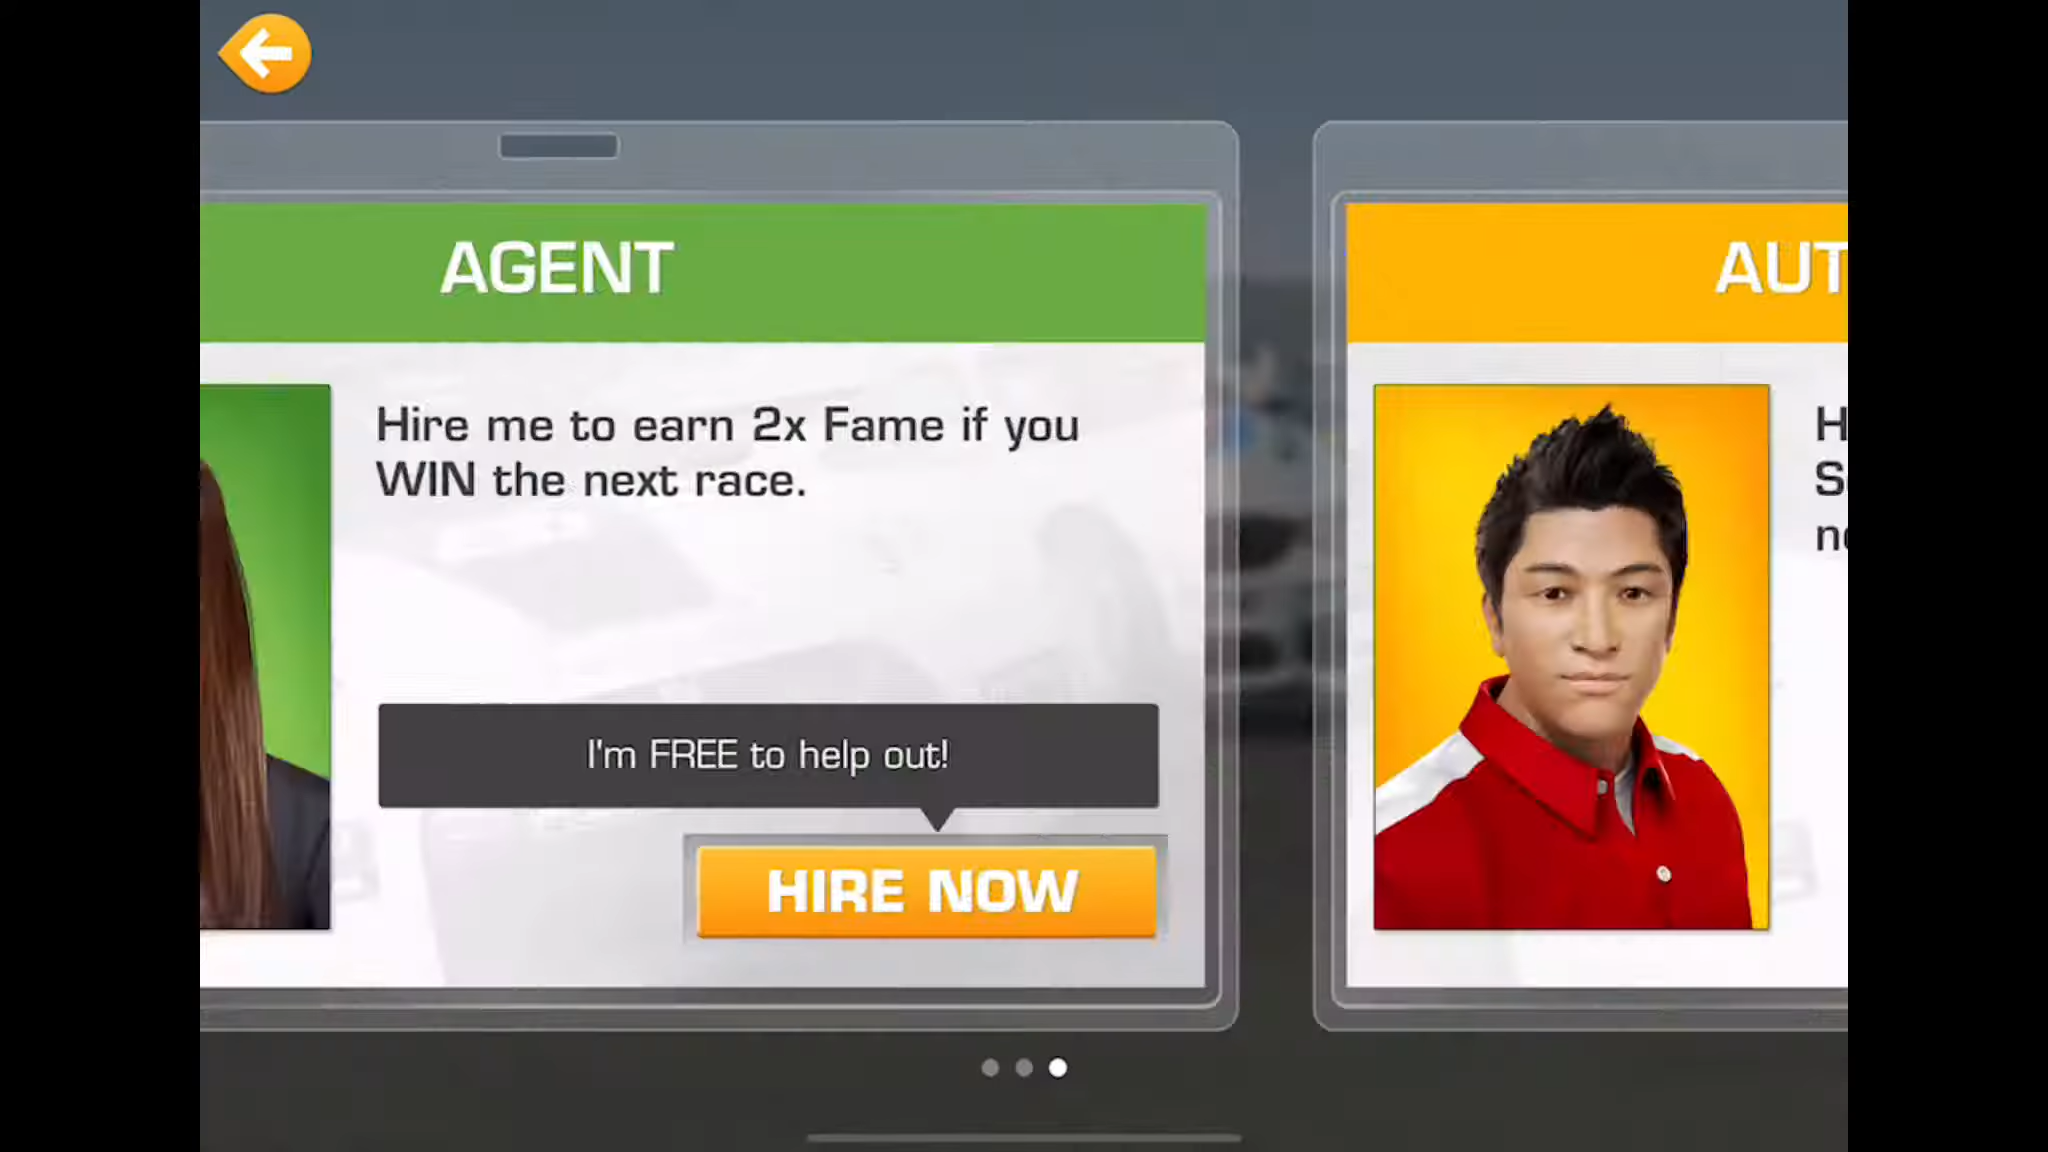 AGENT
Hire me to earn 2x Fame if you
WIN the next race.
I'm FREE to help out!
HIRE NOW
AUT
H
S